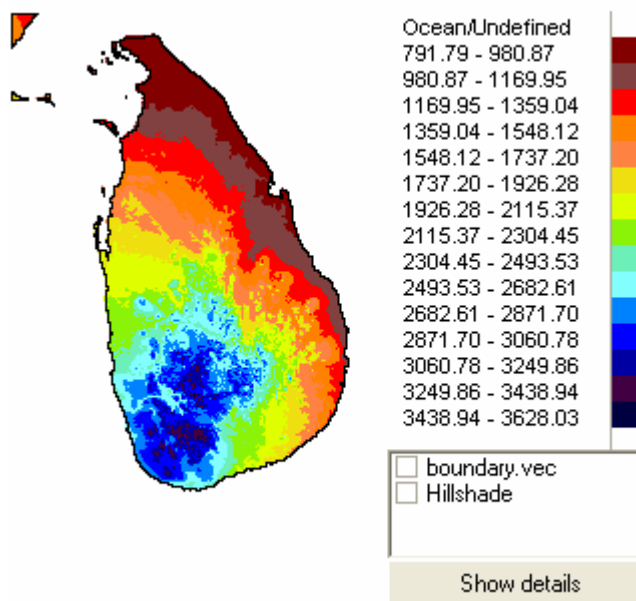 Ocean/Undefined
791.79 - 980.87
980.87 - 1169.95
1169.95 - 1359.04
1359.04 - 1548.12
1548.12 - 1737.20
1737.20 - 1926.28
1926.28 - 2115.37
2115.37 - 2304.45
2304.45 - 2493.53
2493.53 - 2682.61
2682.61 - 2871.70
2871.70 - 3060.78
3060.78 - 3249.86
3249.86 - 3438.94
3438.94 - 3628.03
boundary.vec
Hillshade
Show details